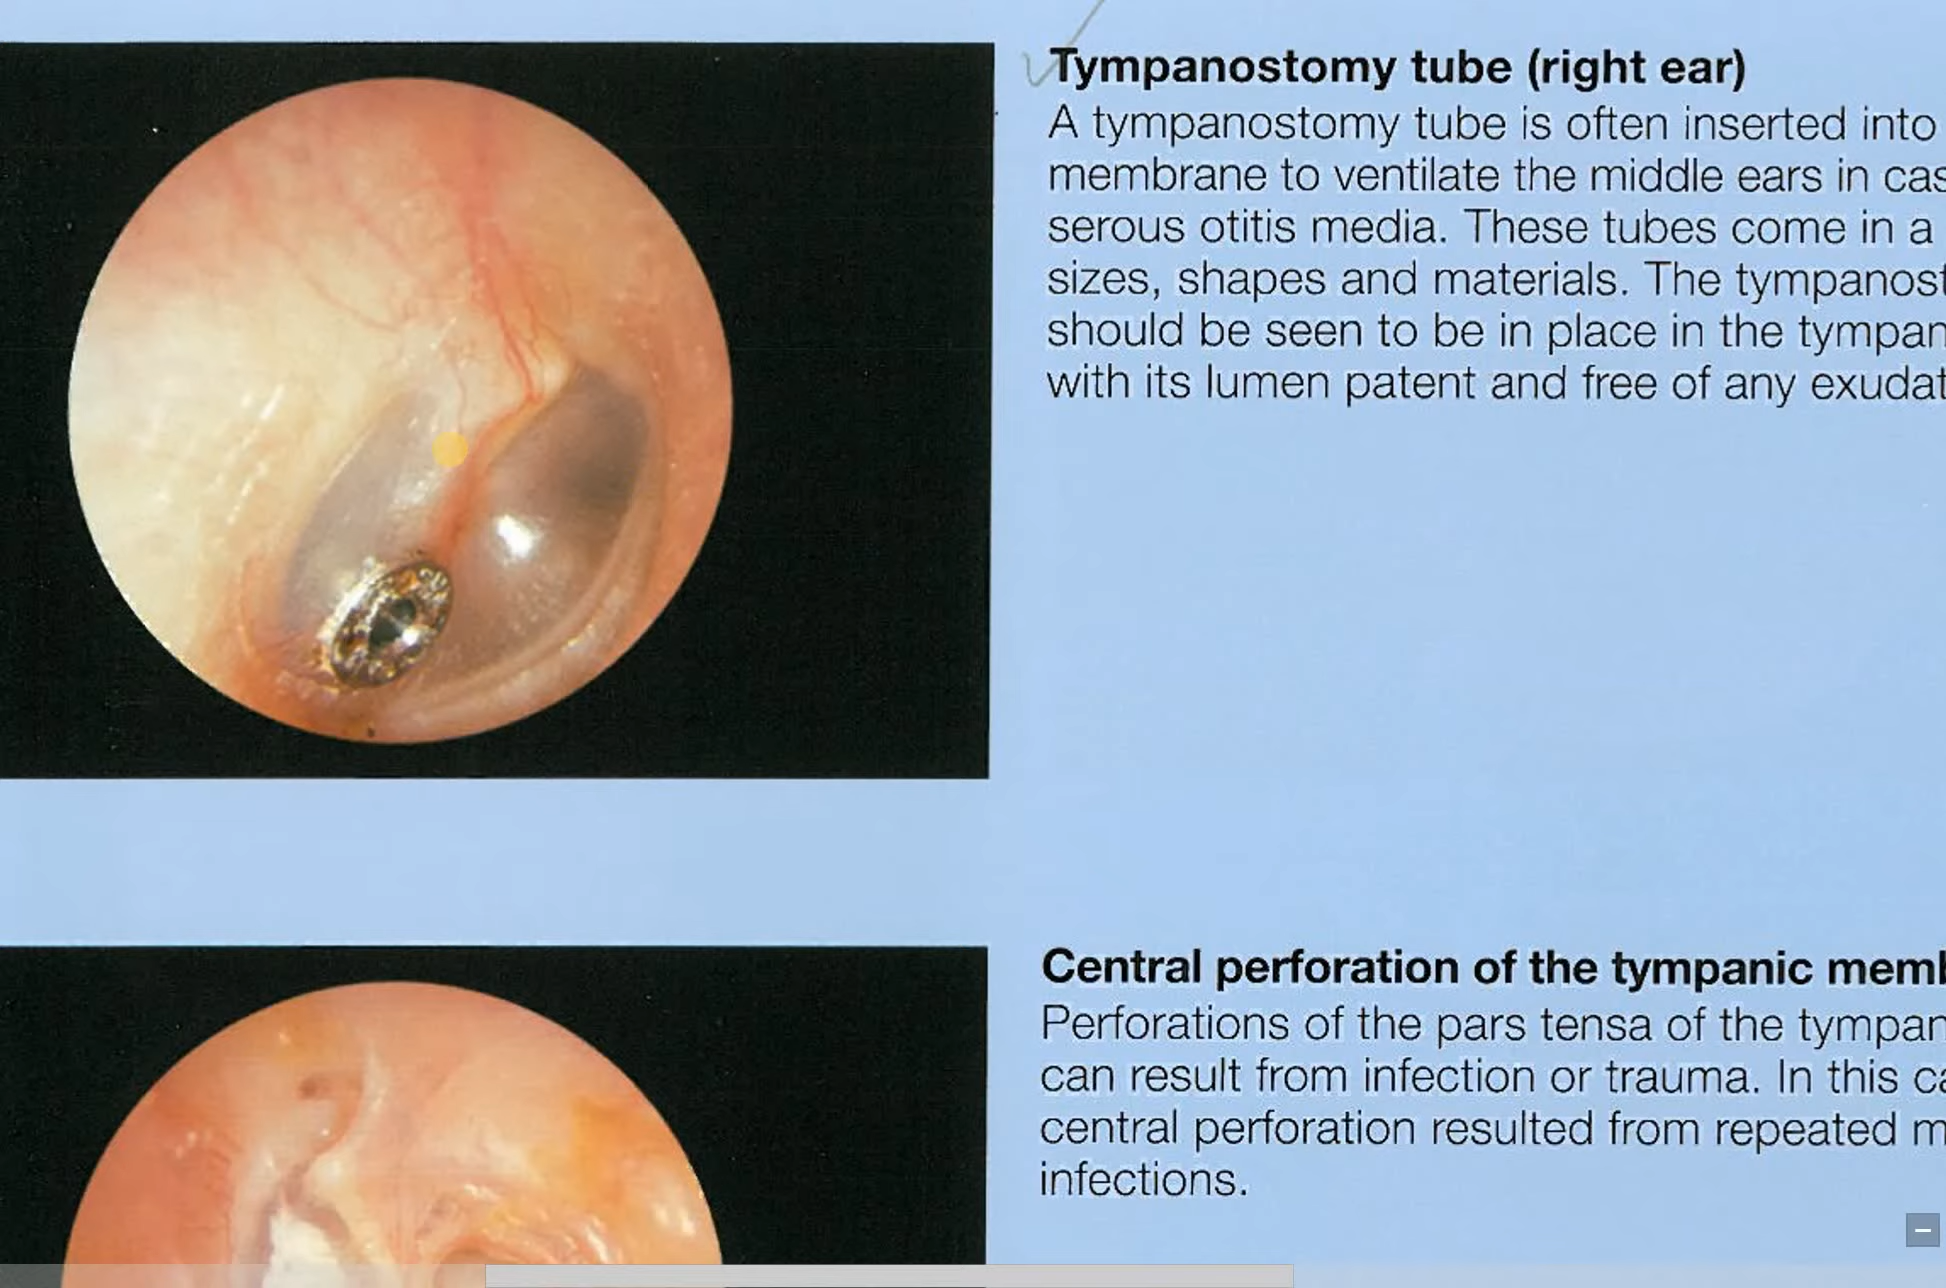 Tympanostomy tube (right ear)
A tympanostomy tube is often inserted into
membrane to ventilate the middle ears in cas
serous otitis media. These tubes come in a
sizes, shapes and materials. The tympanost
should be seen to be in place in the tympan
with its lumen patent and free of any exudat
Central perforation of the tympanic memb
Perforations of the pars tensa of the tympan
can result from infection or trauma. In this ca
central perforation resulted from repeated m
infections.